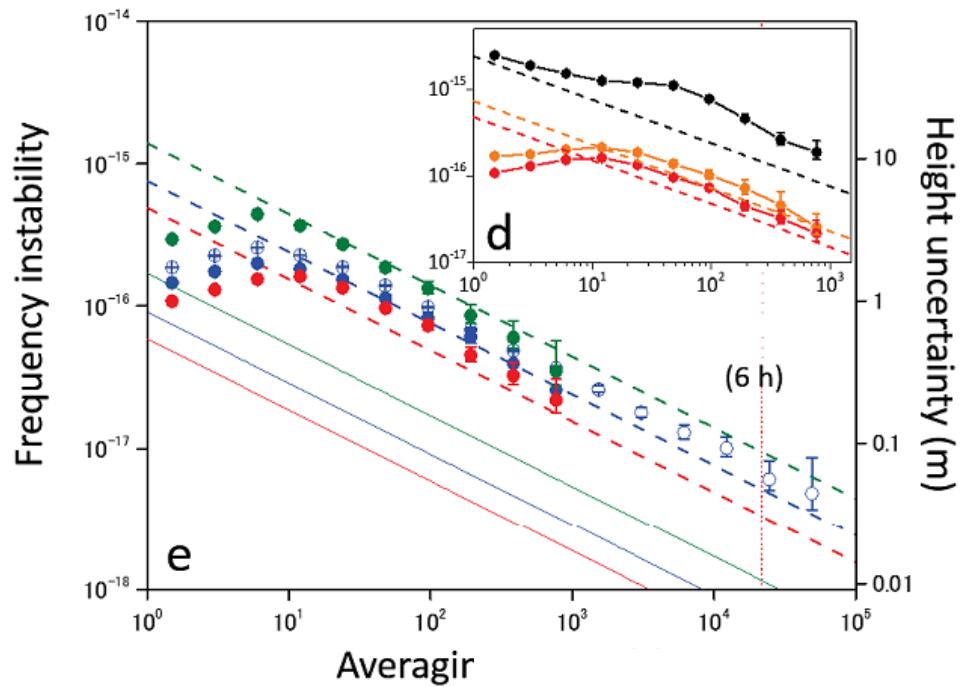 10⁻¹⁴
10⁻¹⁵
10⁻¹⁶
10⁻¹⁷
10⁻¹⁸
Frequency instability
10⁰ 10¹ 10² 10³ 10⁴ 10⁵
Averagir
e
(6 h)
10
1
0.1
0.01
Height uncertainty (m)
10⁻¹⁵
10⁻¹⁶
10⁻¹⁷
d
10⁰ 10¹ 10² 10³